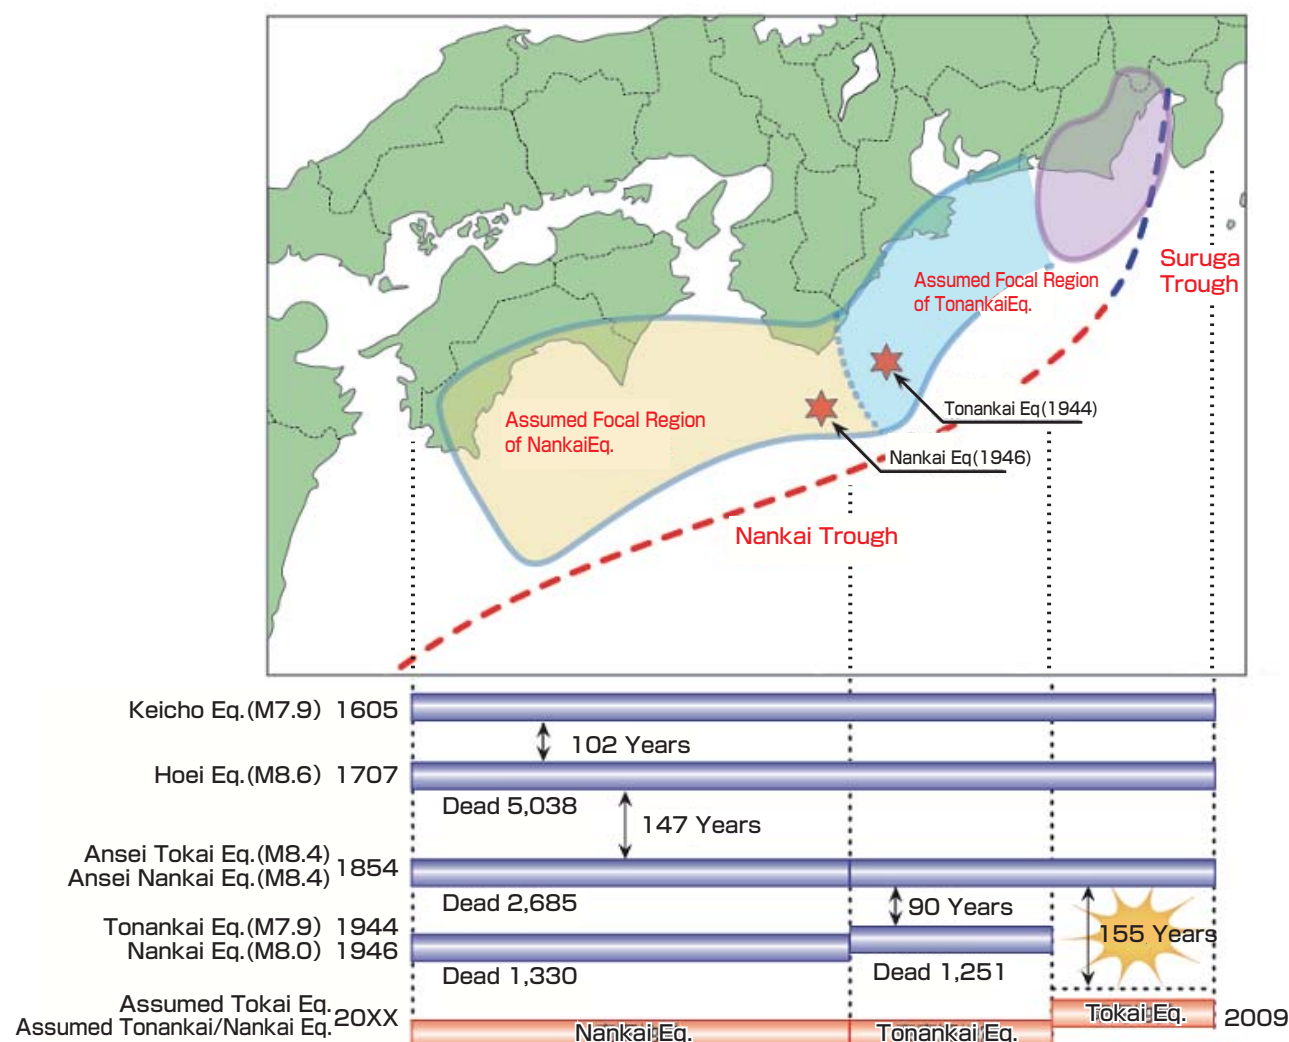 Suruga
Trough
Assumed Focal Region
of TonankaiEq.
Tonankai Eq(1944)
Assumed Focal Region
of NankaiEq.
Nankai Eq(1946)
Nankai Trough
Keicho Eq.(M7.9) 1605
102 Years
Hoei Eq.(M8.6) 1707
Dead 5,038
147 Years
Ansei Tokai Eq.(M8.4)
Ansei Nankai Eq.(M8.4) 1854
Dead 2,685
90 Years
Tonankai Eq.(M7.9) 1944
155 Years
Nankai Eq.(M8.0) 1946
Dead 1,330
Dead 1,251
Assumed Tokai Eq.
Assumed Tonankai/Nankai Eq. 20XX
Tokai Eq.
2009
Nankai Eq.
Tonankai Eq.